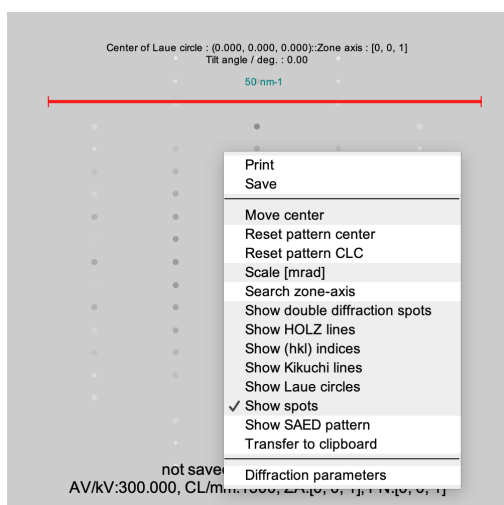 Center of Laue circle : (0.000, 0.000, 0.000)::Zone axis : [0, 0, 1]
Tilt angle / deg. : 0.00
50 nm-1
Print
Save
Move center
Reset pattern center
Reset pattern CLC
Scale [mrad]
Search zone-axis
Show double diffraction spots
Show HOLZ lines
Show (hkl) indices
Show Kikuchi lines
Show Laue circles
✓ Show spots
Show SAED pattern
Transfer to clipboard
Diffraction parameters
not save
AV/kV:300.000, CL/mm:1500, ZA:[0, 0, 1], FN:[0, 0, 1]